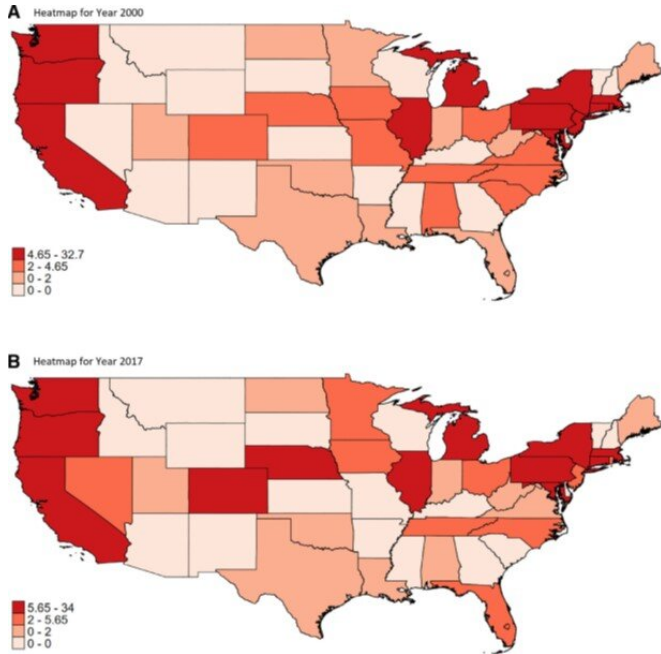 A
Heatmap for Year 2000
4.65 - 32.7
2 - 4.65
0 - 2
0 - 0
B
Heatmap for Year 2017
5.65 - 34
2 - 5.65
0 - 2
0 - 0